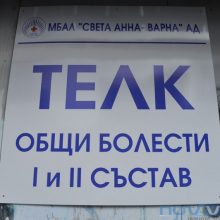 МБАЛ "СВЕТА АННА- ВАРНА" АД
ТЕЛК
ОБЩИ БОЛЕСТИ
I и II СЪСТАВ